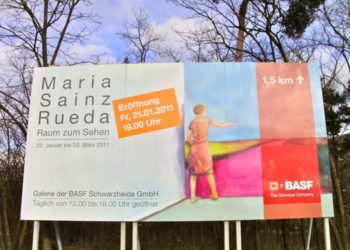 Maria
Sainz
Rueda
Raum zum Sehen
22. Januar bis 20. März 2011
Eröffnung
Fr, 21.01.2011
19.00 Uhr
1,5 km ↑
Galerie der BASF Schwarzheide GmbH
Täglich von 12.00 bis 18.00 Uhr geöffnet
BASF
The Chemical Company